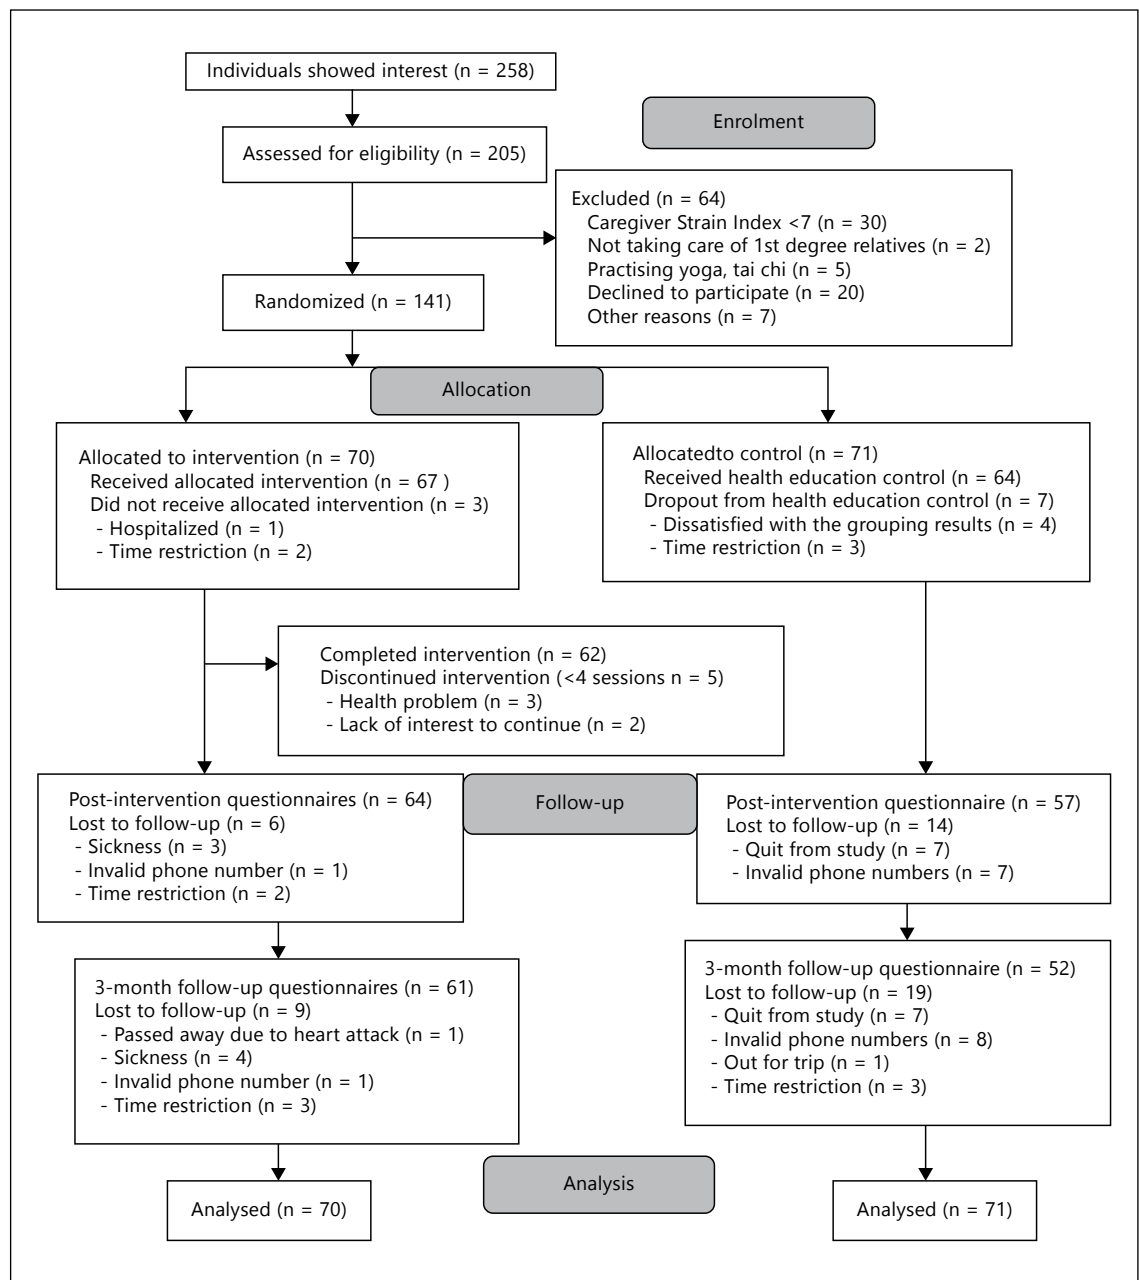 Individuals showed interest (n = 258)
Enrolment
Assessed for eligibility (n = 205)
Excluded (n = 64)
Caregiver Strain Index <7 (n = 30)
Not taking care of 1st degree relatives (n = 2)
Practising yoga, tai chi (n = 5)
Declined to participate (n = 20)
Other reasons (n = 7)
Randomized (n = 141)
Allocation
Allocated to intervention (n = 70)
Received allocated intervention (n = 67 )
Did not receive allocated intervention (n = 3)
- Hospitalized (n = 1)
- Time restriction (n = 2)
Allocatedto control (n = 71)
Received health education control (n = 64)
Dropout from health education control (n = 7)
- Dissatisfied with the grouping results (n = 4)
- Time restriction (n = 3)
Completed intervention (n = 62)
Discontinued intervention (<4 sessions n = 5)
- Health problem (n = 3)
- Lack of interest to continue (n = 2)
Follow-up
Post-intervention questionnaires (n = 64)
Lost to follow-up (n = 6)
- Sickness (n = 3)
- Invalid phone number (n = 1)
- Time restriction (n = 2)
Post-intervention questionnaire (n = 57)
Lost to follow-up (n = 14)
- Quit from study (n = 7)
- Invalid phone numbers (n = 7)
3-month follow-up questionnaires (n = 61)
Lost to follow-up (n = 9)
- Passed away due to heart attack (n = 1)
- Sickness (n = 4)
- Invalid phone number (n = 1)
- Time restriction (n = 3)
3-month follow-up questionnaire (n = 52)
Lost to follow-up (n = 19)
- Quit from study (n = 7)
- Invalid phone numbers (n = 8)
- Out for trip (n = 1)
- Time restriction (n = 3)
Analysis
Analysed (n = 70)
Analysed (n = 71)